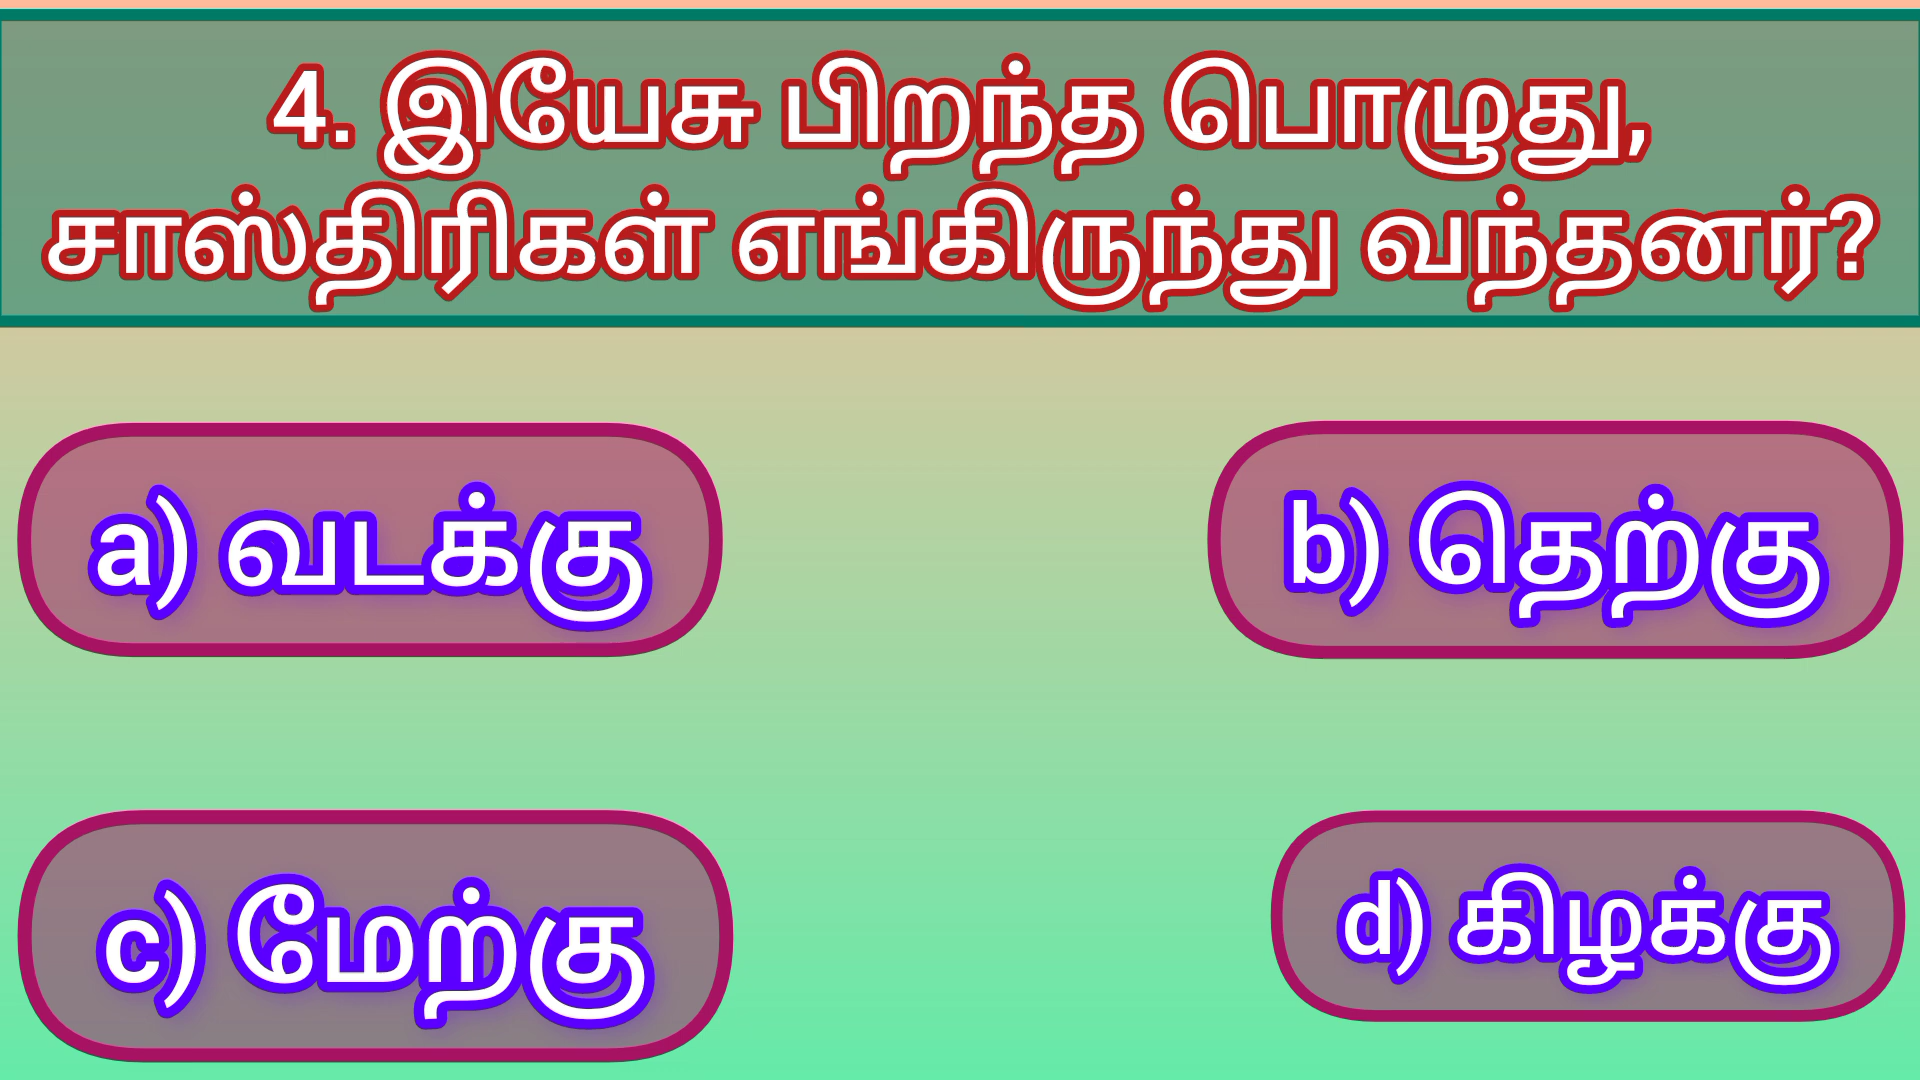 4. இயேசு பிறந்த பொழுது,
சாஸ்திரிகள் எங்கிருந்து வந்தனர்?
a) வடக்கு
b) தெற்கு
c) மேற்கு
d) கிழக்கு